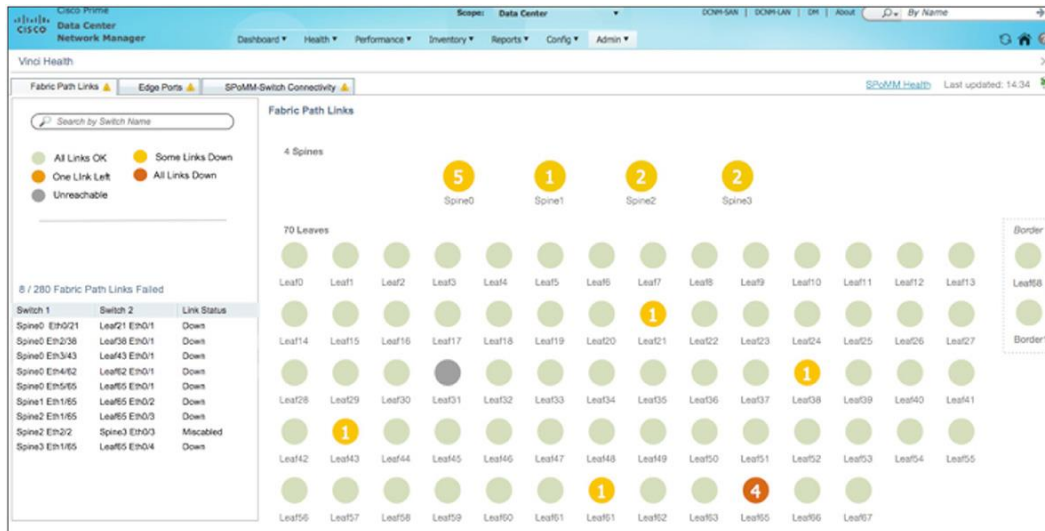 Cisco Prime
Data Center
Network Manager
CISCO
Scope: Data Center
DCNM-SAN | DCNM-LAN | DM | About
By Name
Dashboard Health Performance Inventory Reports Config Admin
Vinci Health
Fabric Path Links Edge Ports SPoMM-Switch Connectivity
SPoMM Health Last updated: 14:34
Search by Switch Name
All Links OK Some Links Down
One Link Left All Links Down
Unreachable
8 / 280 Fabric Path Links Failed
Switch 1 Switch 2 Link Status
Spine0 Eth0/21 Leaf21 Eth0/1 Down
Spine0 Eth2/38 Leaf38 Eth0/1 Down
Spine0 Eth3/43 Leaf43 Eth0/1 Down
Spine0 Eth4/62 Leaf62 Eth0/1 Down
Spine0 Eth5/65 Leaf65 Eth0/1 Down
Spine1 Eth1/65 Leaf65 Eth0/2 Down
Spine2 Eth1/65 Leaf65 Eth0/3 Down
Spine2 Eth2/2 Spine3 Eth0/3 Miscabled
Spine3 Eth1/65 Leaf65 Eth0/4 Down
Fabric Path Links
4 Spines
5 1 2 2
Spine0 Spine1 Spine2 Spine3
70 Leaves
Leaf0 Leaf1 Leaf2 Leaf3 Leaf4 Leaf5 Leaf6 Leaf7 Leaf8 Leaf9 Leaf10 Leaf11 Leaf12 Leaf13
1
Leaf14 Leaf15 Leaf16 Leaf17 Leaf18 Leaf19 Leaf20 Leaf21 Leaf22 Leaf23 Leaf24 Leaf25 Leaf26 Leaf27
1
Leaf28 Leaf29 Leaf30 Leaf31 Leaf32 Leaf33 Leaf34 Leaf35 Leaf36 Leaf37 Leaf38 Leaf39 Leaf40 Leaf41
1
Leaf42 Leaf43 Leaf44 Leaf45 Leaf46 Leaf47 Leaf48 Leaf49 Leaf50 Leaf51 Leaf52 Leaf53 Leaf54 Leaf55
1 4
Leaf56 Leaf57 Leaf58 Leaf59 Leaf60 Leaf61 Leaf61 Leaf62 Leaf63 Leaf65 Leaf66 Leaf67
Border
Leaf68
Border1